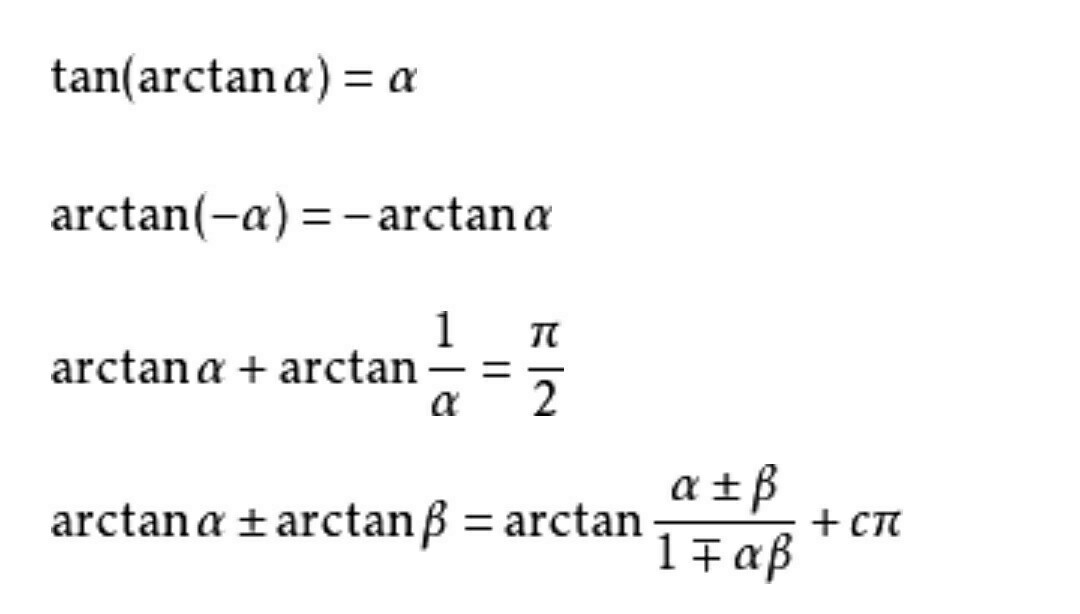 tan(arctan α) = α
arctan(−α) = −arctan α
arctan α + arctan 1/α = π/2
arctan α ± arctan β = arctan (α ± β)/(1 ∓ αβ) + cπ